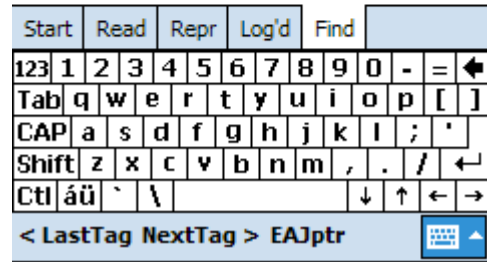 Start Read Repr Log'd Find
123 1 2 3 4 5 6 7 8 9 0 - = 🡸
Tab q w e r t y u i o p [ ]
CAP a s d f g h j k l ; '
Shift z x c v b n m , . / ↵
Ctl áü ` \ ↓ ↑ ← →
< LastTag NextTag > EAJptr